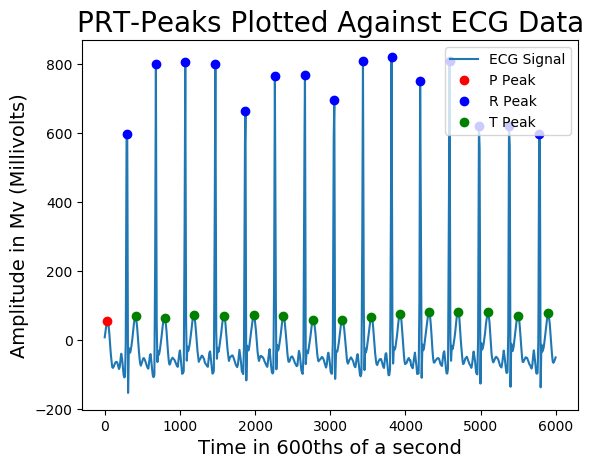 PRT-Peaks Plotted Against ECG Data
ECG Signal
P Peak
R Peak
T Peak
800
600
400
200
0
−200
Amplitude in Mv (Millivolts)
0 1000 2000 3000 4000 5000 6000
Time in 600ths of a second